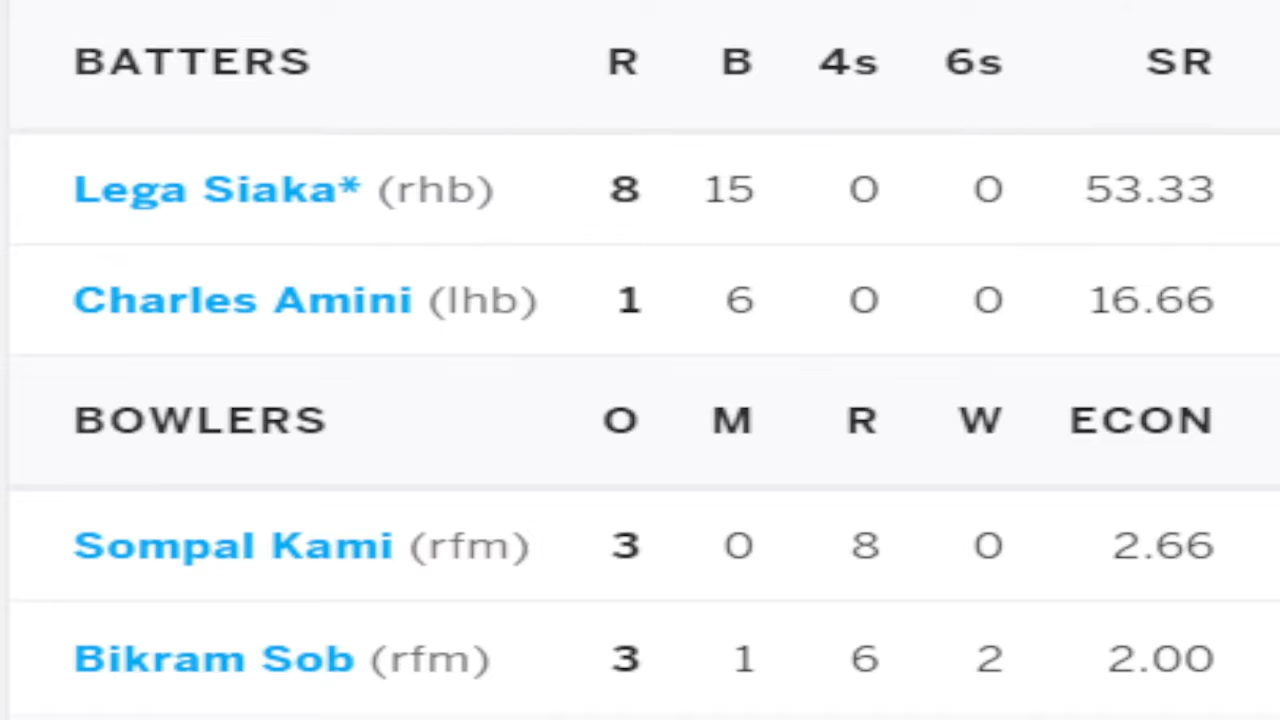 BATTERS R B 4s 6s SR
Lega Siaka* (rhb) 8 15 0 0 53.33
Charles Amini (lhb) 1 6 0 0 16.66
BOWLERS O M R W ECON
Sompal Kami (rfm) 3 0 8 0 2.66
Bikram Sob (rfm) 3 1 6 2 2.00